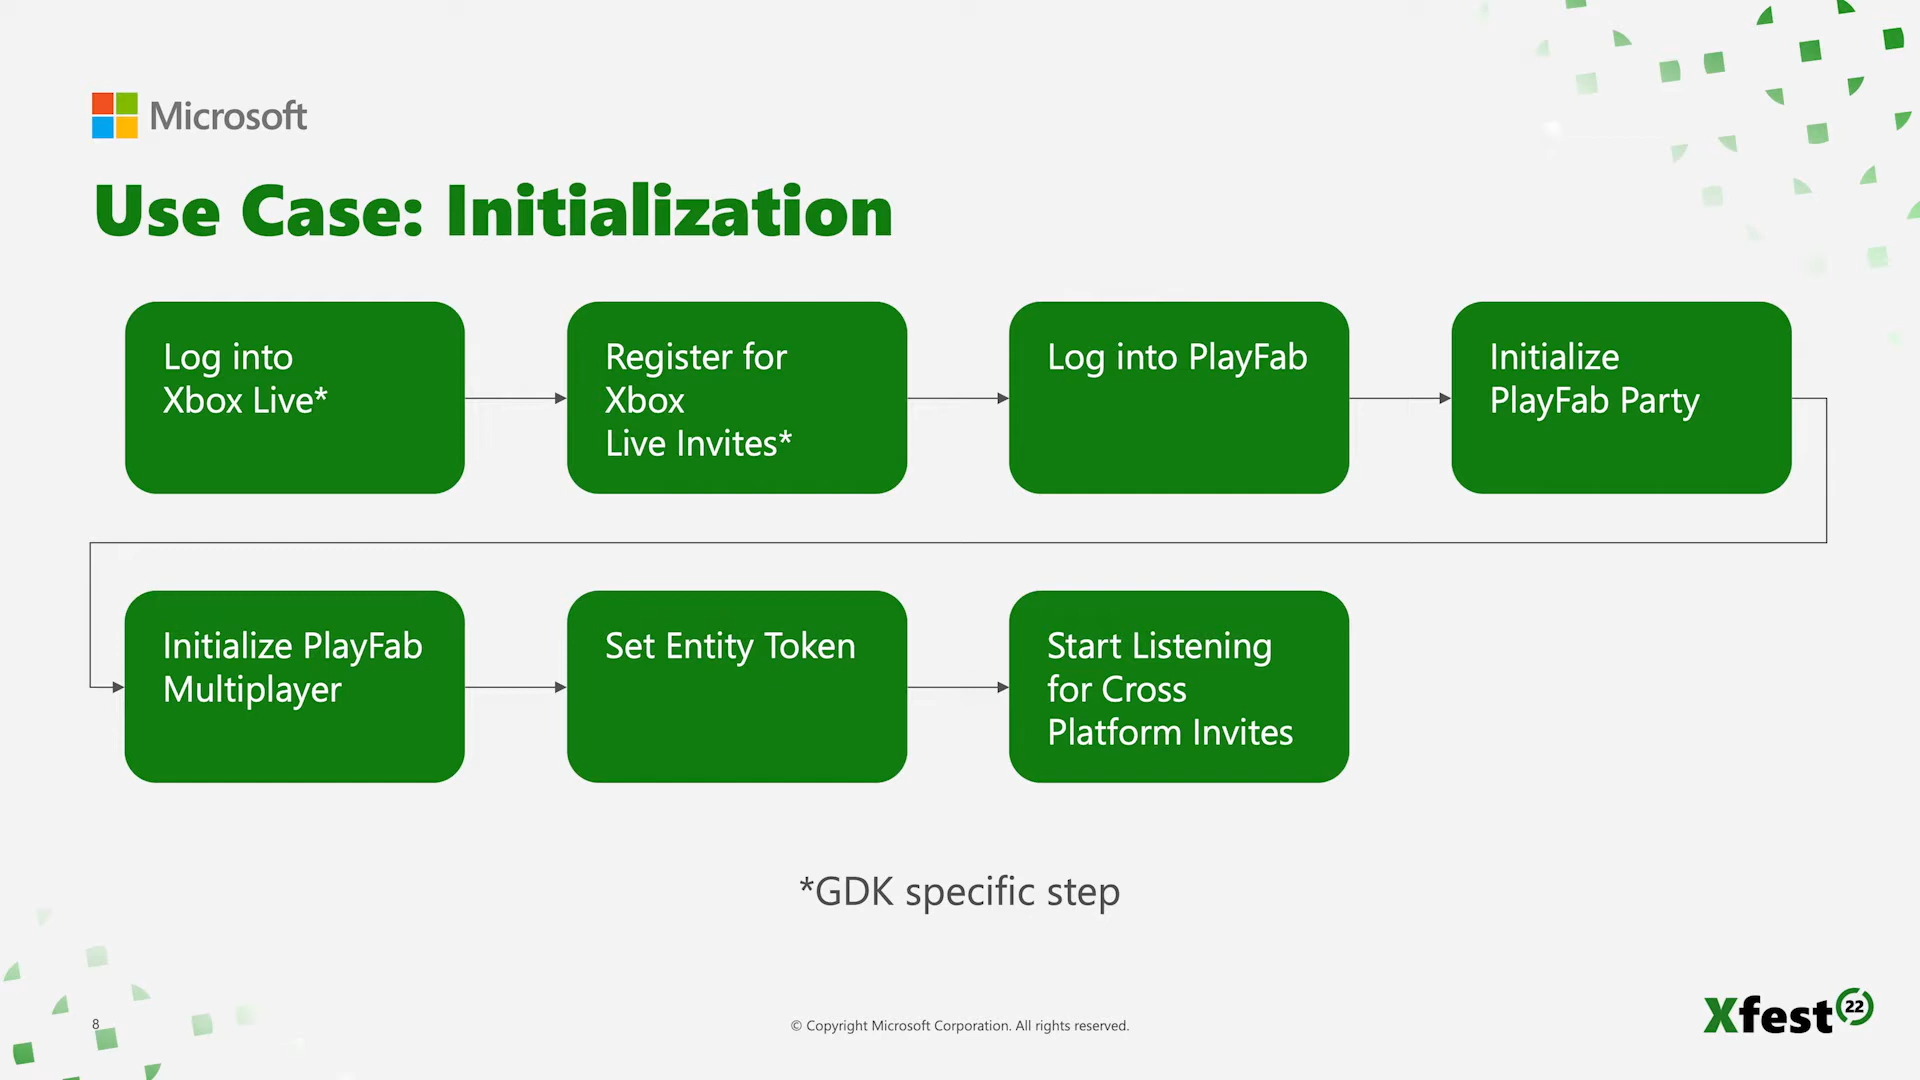 Microsoft
Use Case: Initialization
Log into
Xbox Live*
Register for
Xbox
Live Invites*
Log into PlayFab
Initialize
PlayFab Party
Initialize PlayFab
Multiplayer
Set Entity Token
Start Listening
for Cross
Platform Invites
*GDK specific step
8
© Copyright Microsoft Corporation. All rights reserved.
Xfest 22